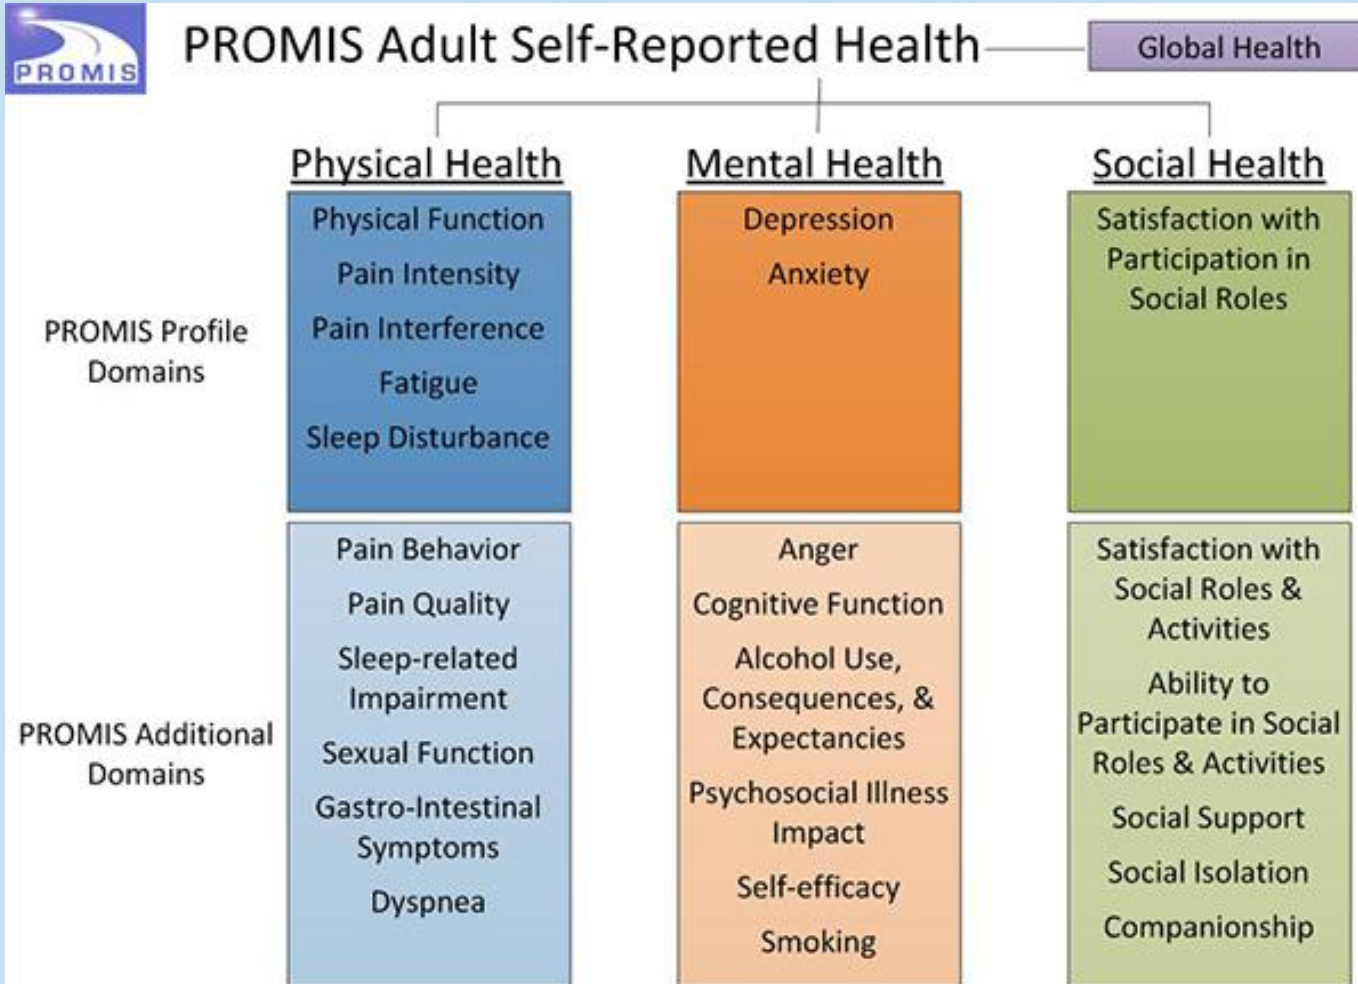 PROMIS
PROMIS Adult Self-Reported Health
Global Health
Physical Health
Mental Health
Social Health
PROMIS Profile
Domains
Physical Function
Pain Intensity
Pain Interference
Fatigue
Sleep Disturbance
Depression
Anxiety
Satisfaction with
Participation in
Social Roles
PROMIS Additional
Domains
Pain Behavior
Pain Quality
Sleep-related
Impairment
Sexual Function
Gastro-Intestinal
Symptoms
Dyspnea
Anger
Cognitive Function
Alcohol Use,
Consequences, &
Expectancies
Psychosocial Illness
Impact
Self-efficacy
Smoking
Satisfaction with
Social Roles &
Activities
Ability to
Participate in Social
Roles & Activities
Social Support
Social Isolation
Companionship